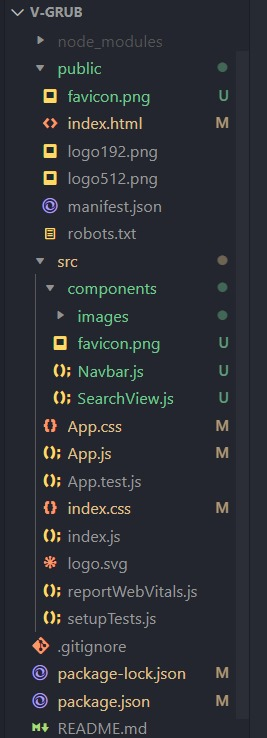 V-GRUB
node_modules
public
favicon.png U
index.html M
logo192.png
logo512.png
manifest.json
robots.txt
src
components
images
favicon.png U
Navbar.js U
SearchView.js U
App.css M
App.js M
App.test.js
index.css M
index.js
logo.svg
reportWebVitals.js
setupTests.js
.gitignore
package-lock.json M
package.json M
README.md